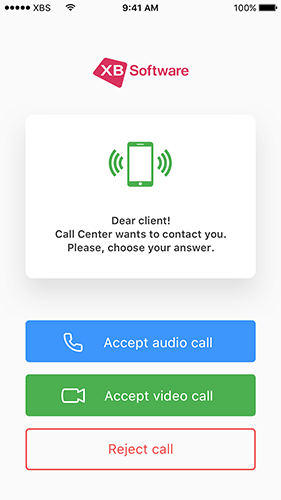 XBS 9:41 AM 100%
XB Software
Dear client!
Call Center wants to contact you.
Please, choose your answer.
Accept audio call
Accept video call
Reject call